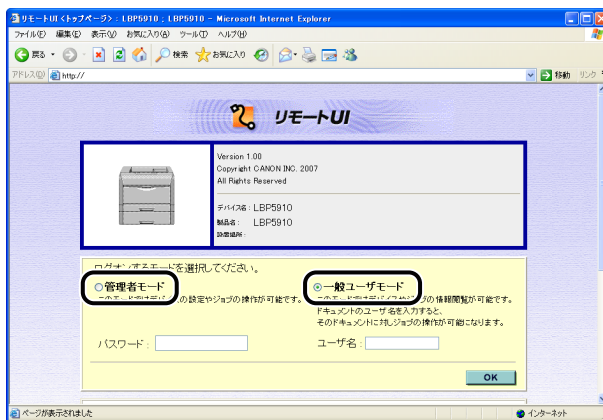 リモートUI <トップページ> : LBP5910 ; LBP5910 - Microsoft Internet Explorer
ファイル(F) 編集(E) 表示(V) お気に入り(A) ツール(T) ヘルプ(H)
戻る 検索 お気に入り
アドレス(D) http:// 移動 リンク
リモートUI
Version 1.00
Copyright CANON INC. 2007
All Rights Reserved
デバイス名 : LBP5910
製品名 : LBP5910
設置場所 :
ログオンするモードを選択してください。
管理者モード
の設定やジョブの操作が可能です。
一般ユーザモード
の情報閲覧が可能です。
ドキュメントのユーザ名を入力すると、
そのドキュメントに対しジョブの操作が可能になります。
パスワード :
ユーザ名 :
OK
ページが表示されました インターネット